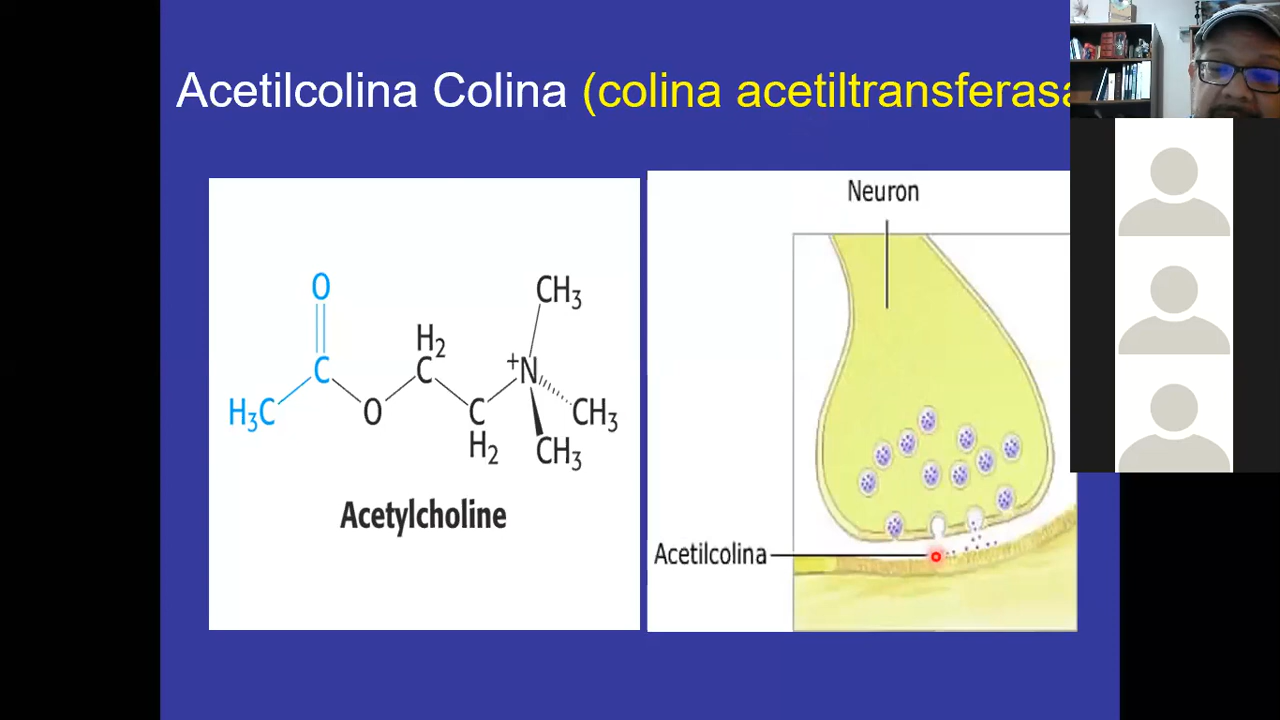 Acetilcolina Colina (colina acetiltransferasa
O
CH₃
H₂
C
C
⁺N
H₃C
O
C
CH₃
H₂
CH₃
Acetylcholine
Neuron
Acetilcolina